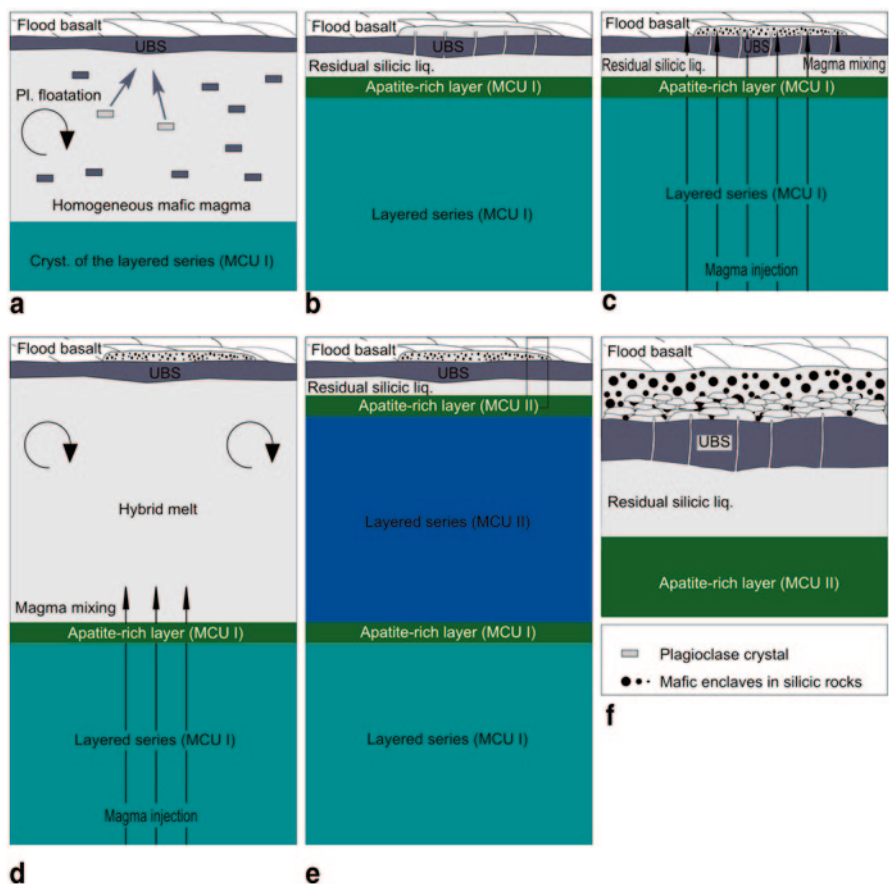 Flood basalt
UBS
Pl. floatation
Homogeneous mafic magma
Cryst. of the layered series (MCU I)
a
Flood basalt
UBS
Residual silicic liq.
Apatite-rich layer (MCU I)
Layered series (MCU I)
b
Flood basalt
UBS
Residual silicic liq.
Magma mixing
Apatite-rich layer (MCU I)
Layered series (MCU I)
Magma injection
c
Flood basalt
UBS
Hybrid melt
Magma mixing
Apatite-rich layer (MCU I)
Layered series (MCU I)
Magma injection
d
Flood basalt
UBS
Residual silicic liq.
Apatite-rich layer (MCU II)
Layered series (MCU II)
Apatite-rich layer (MCU I)
Layered series (MCU I)
e
Flood basalt
UBS
Residual silicic liq.
Apatite-rich layer (MCU II)
Plagioclase crystal
Mafic enclaves in silicic rocks
f